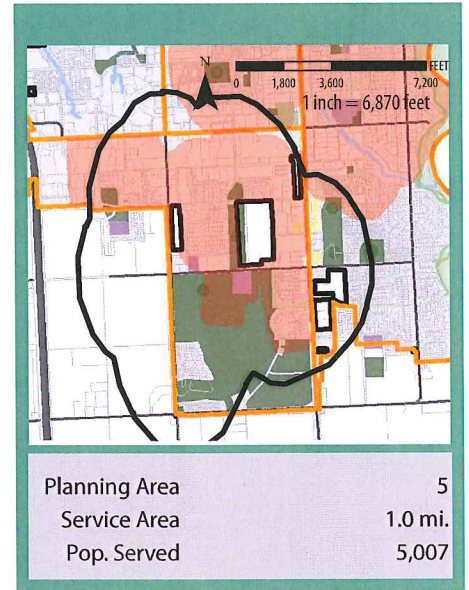 N
FEET
0 1,800 3,600 7,200
1 inch = 6,870 feet
Planning Area 5
Service Area 1.0 mi.
Pop. Served 5,007